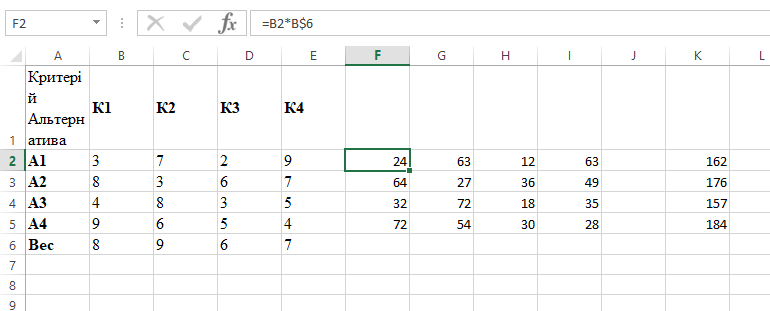 F2 fx =B2*B$6
A B C D E F G H I J K L
Критері
й
Альтерн
1 атива К1 К2 К3 К4
2 А1 3 7 2 9 24 63 12 63 162
3 А2 8 3 6 7 64 27 36 49 176
4 А3 4 8 3 5 32 72 18 35 157
5 А4 9 6 5 4 72 54 30 28 184
6 Вес 8 9 6 7
7
8
9